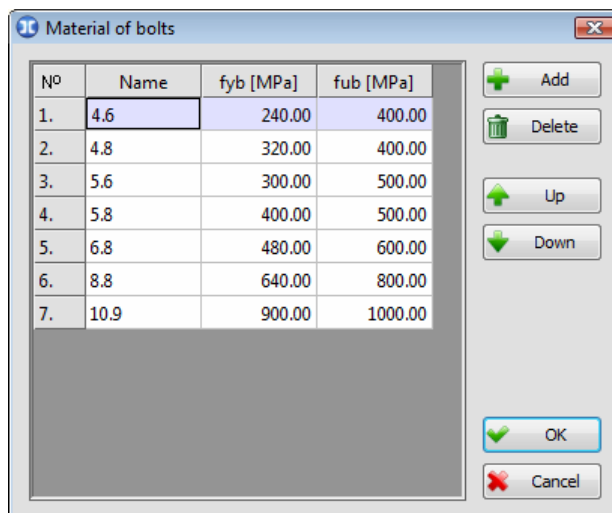 Material of bolts
Nº Name fyb [MPa] fub [MPa]
1. 4.6 240.00 400.00
2. 4.8 320.00 400.00
3. 5.6 300.00 500.00
4. 5.8 400.00 500.00
5. 6.8 480.00 600.00
6. 8.8 640.00 800.00
7. 10.9 900.00 1000.00
Add
Delete
Up
Down
OK
Cancel